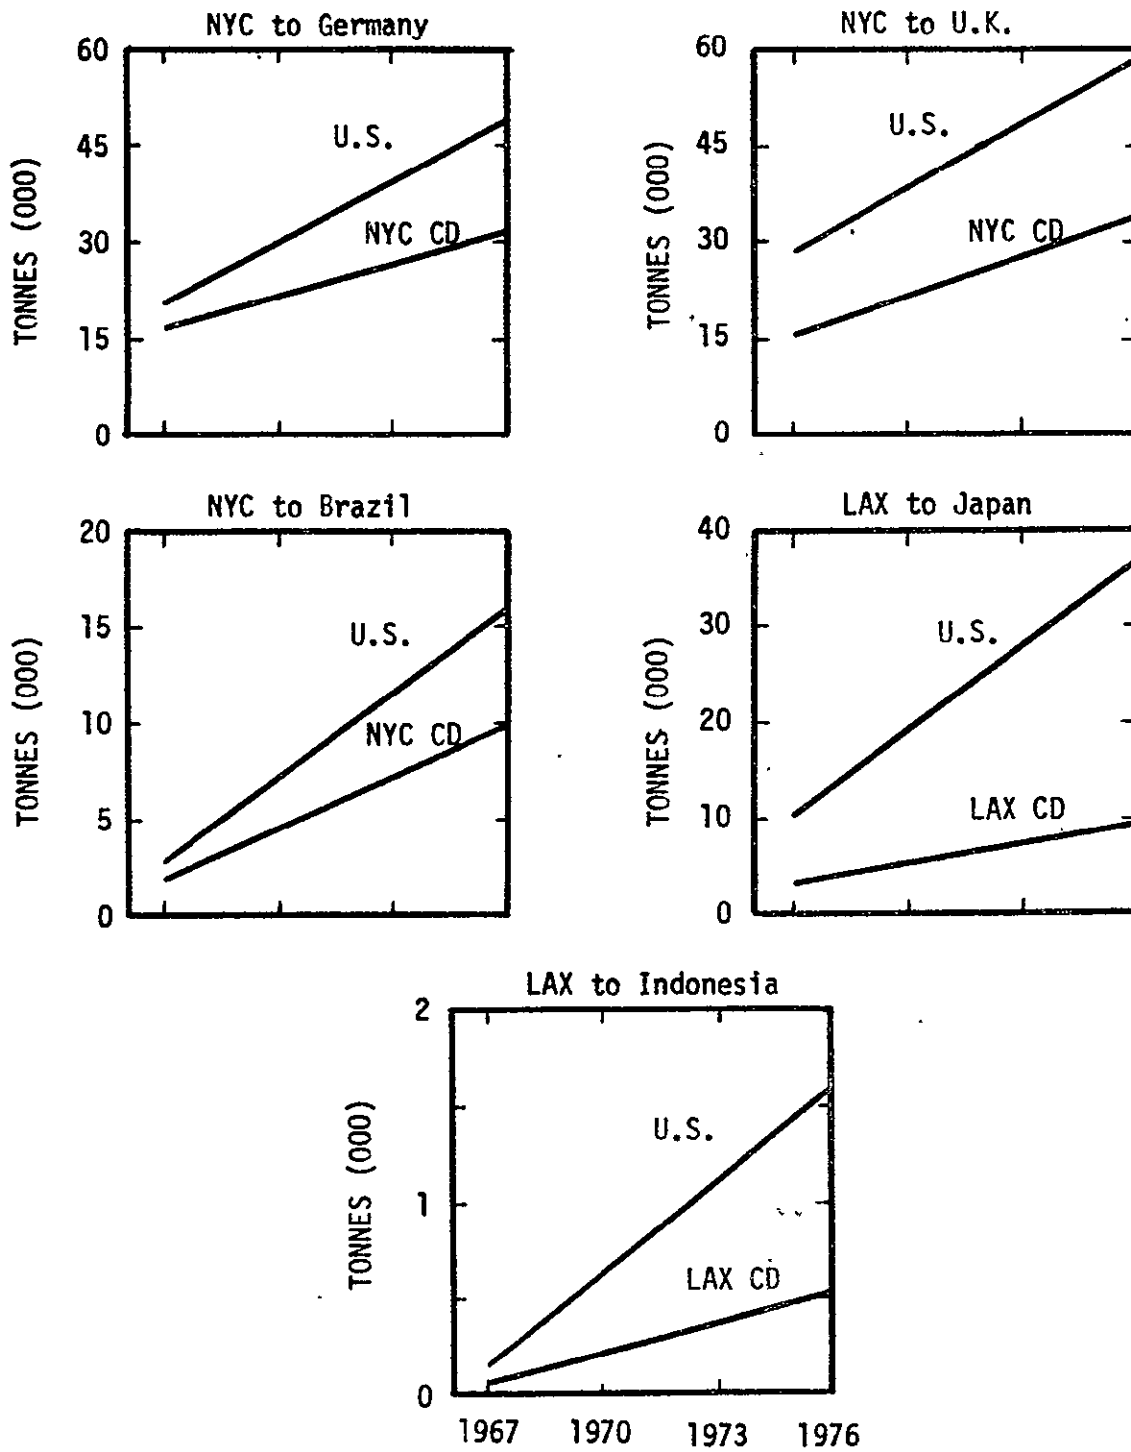 NYC to Germany
60
45
30
15
0
TONNES (000)
U.S.
NYC CD
NYC to U.K.
60
45
30
15
0
TONNES (000)
U.S.
NYC CD
NYC to Brazil
20
15
10
5
0
TONNES (000)
U.S.
NYC CD
LAX to Japan
40
30
20
10
0
TONNES (000)
U.S.
LAX CD
LAX to Indonesia
2
1
0
TONNES (000)
U.S.
LAX CD
1967 1970 1973 1976